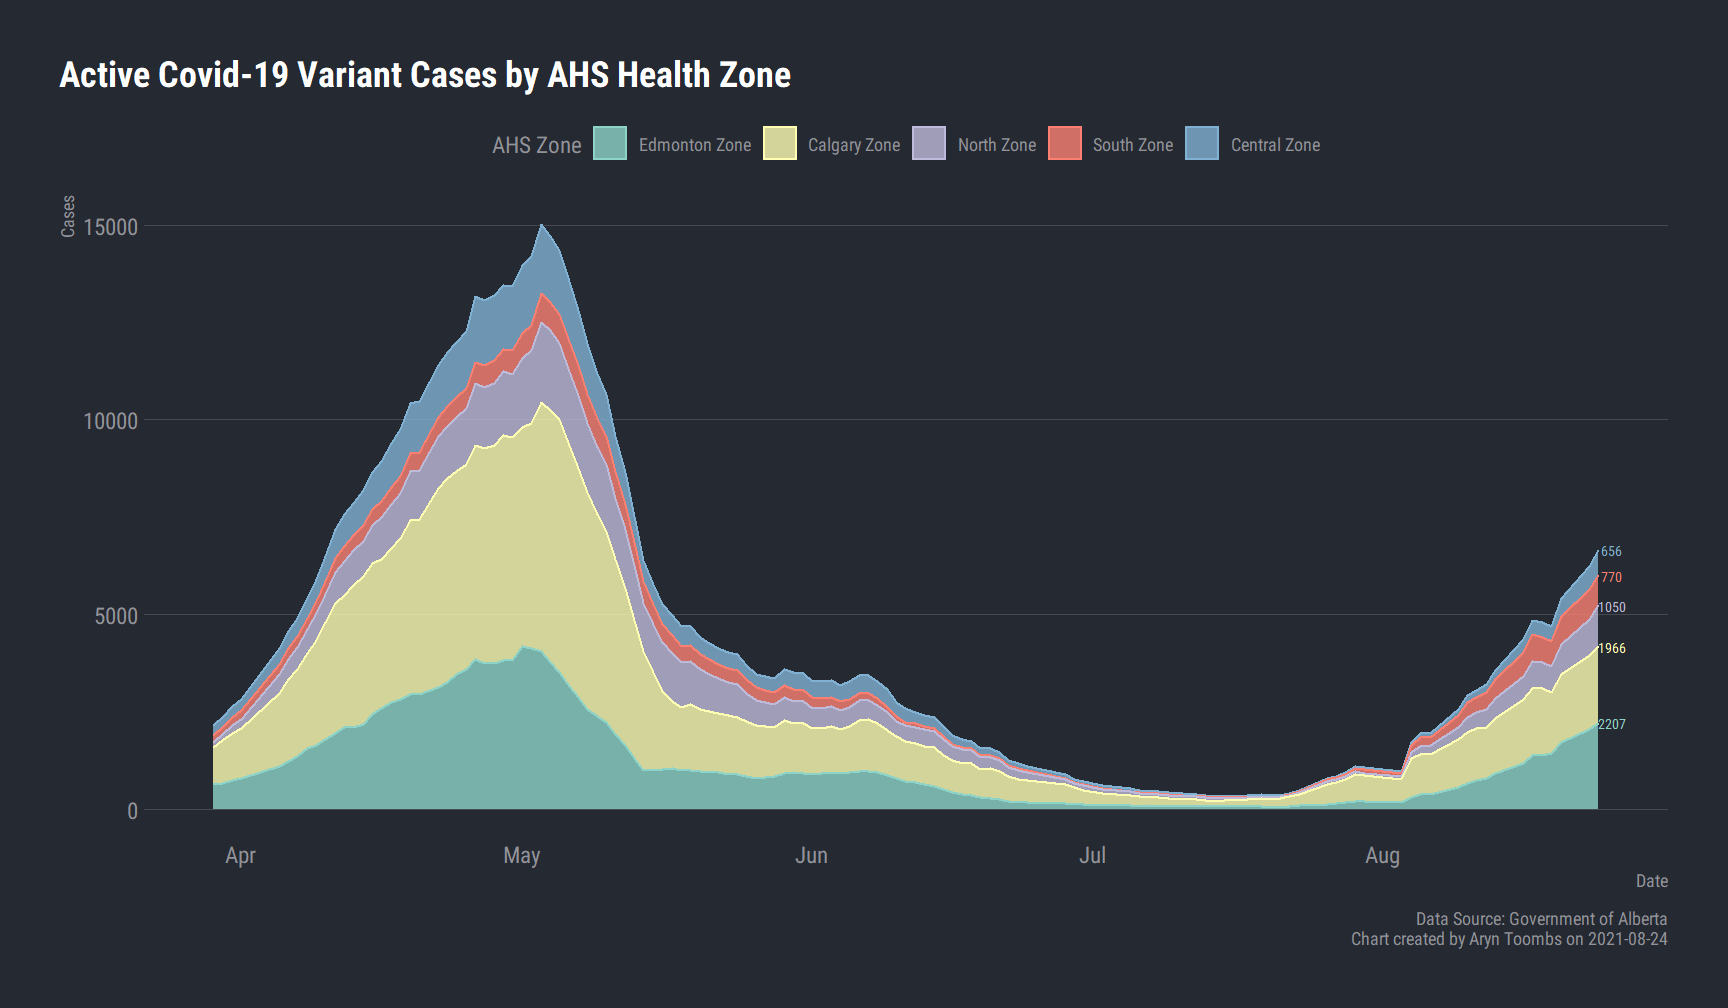 Active Covid-19 Variant Cases by AHS Health Zone
AHS Zone Edmonton Zone Calgary Zone North Zone South Zone Central Zone
Cases
15000
10000
5000
0
656
770
1050
1966
2207
Apr May Jun Jul Aug
Date
Data Source: Government of Alberta
Chart created by Aryn Toombs on 2021-08-24